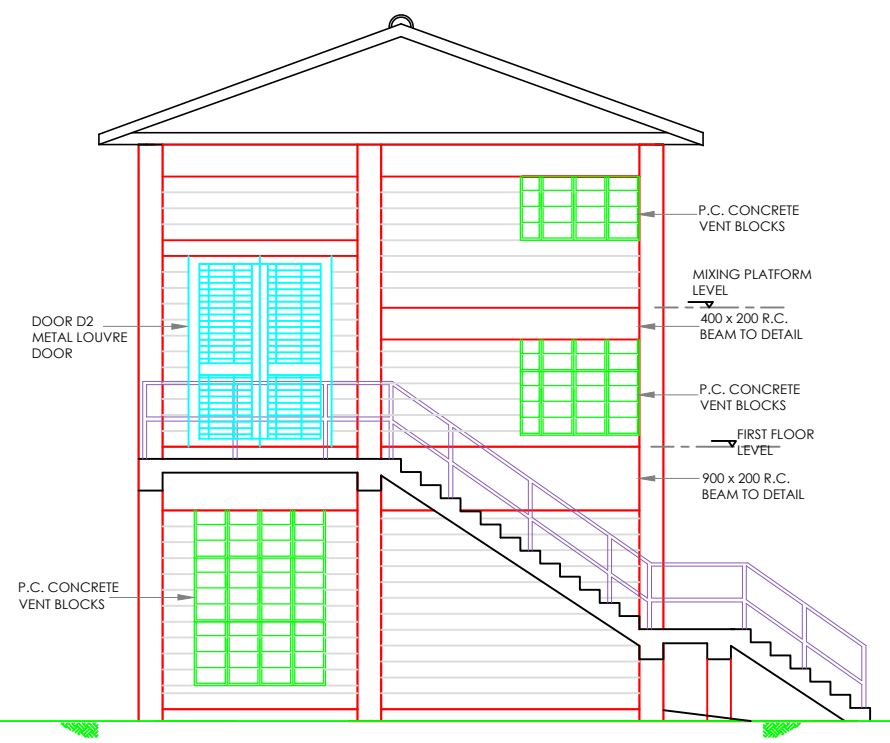 P.C. CONCRETE
VENT BLOCKS
MIXING PLATFORM
LEVEL
400 x 200 R.C.
BEAM TO DETAIL
DOOR D2
METAL LOUVRE
DOOR
P.C. CONCRETE
VENT BLOCKS
FIRST FLOOR
LEVEL
900 x 200 R.C.
BEAM TO DETAIL
P.C. CONCRETE
VENT BLOCKS